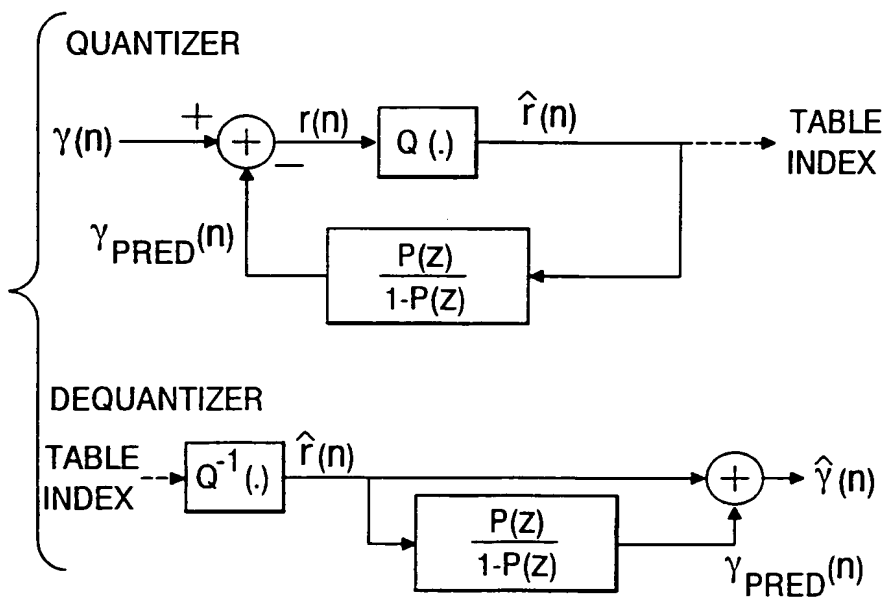 QUANTIZER
γ(n) + + − r(n) Q (.) r̂(n) TABLE
INDEX
γPRED(n) P(z)
1-P(z)
DEQUANTIZER
TABLE
INDEX
Q-1 (.) r̂(n) + γ̂(n)
P(z)
1-P(z)
γPRED(n)